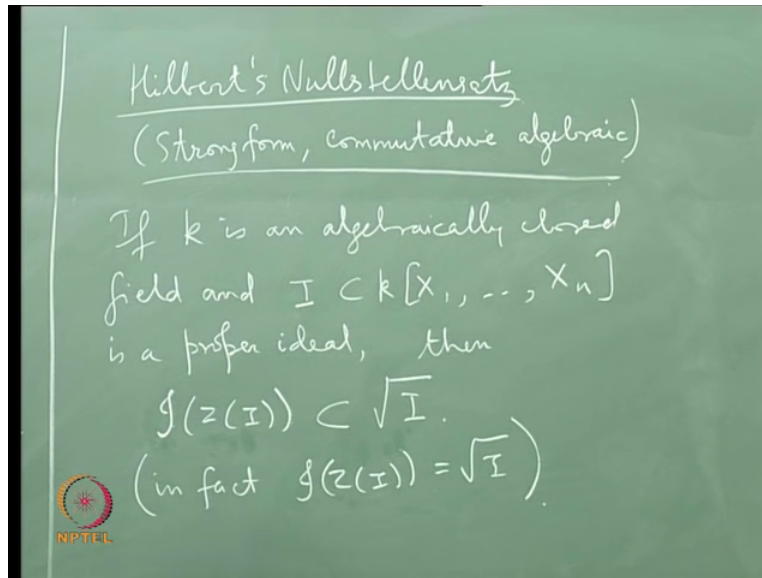 Hilbert's Nullstellensatz
(Strong form, commutative algebraic)
If k is an algebraically closed
field and I ⊂ k[X₁, --, Xₙ]
is a proper ideal, then
𝓘(Z(I)) ⊂ √I.
(in fact 𝓘(Z(I)) = √I).
NPTEL